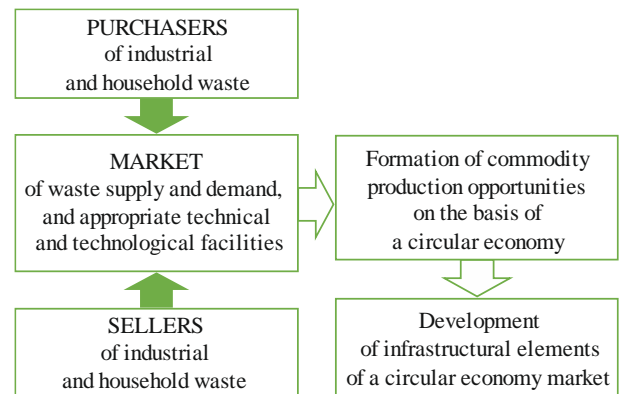 PURCHASERS
of industrial
and household waste
MARKET
of waste supply and demand,
and appropriate technical
and technological facilities
SELLERS
of industrial
and household waste
Formation of commodity
production opportunities
on the basis of
a circular economy
Development
of infrastructural elements
of a circular economy market